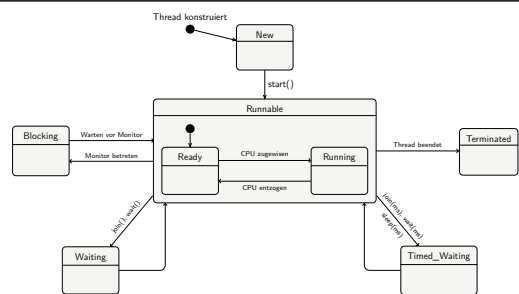 Thread konstruiert
New
start()
Runnable
Blocking
Warten vor Monitor
Monitor betreten
Ready
CPU zugewisen
CPU entzogen
Running
Thread beendet
Terminated
join(), wait()
join(ms), wait(ms)
sleep(ms)
Waiting
Timed_Waiting